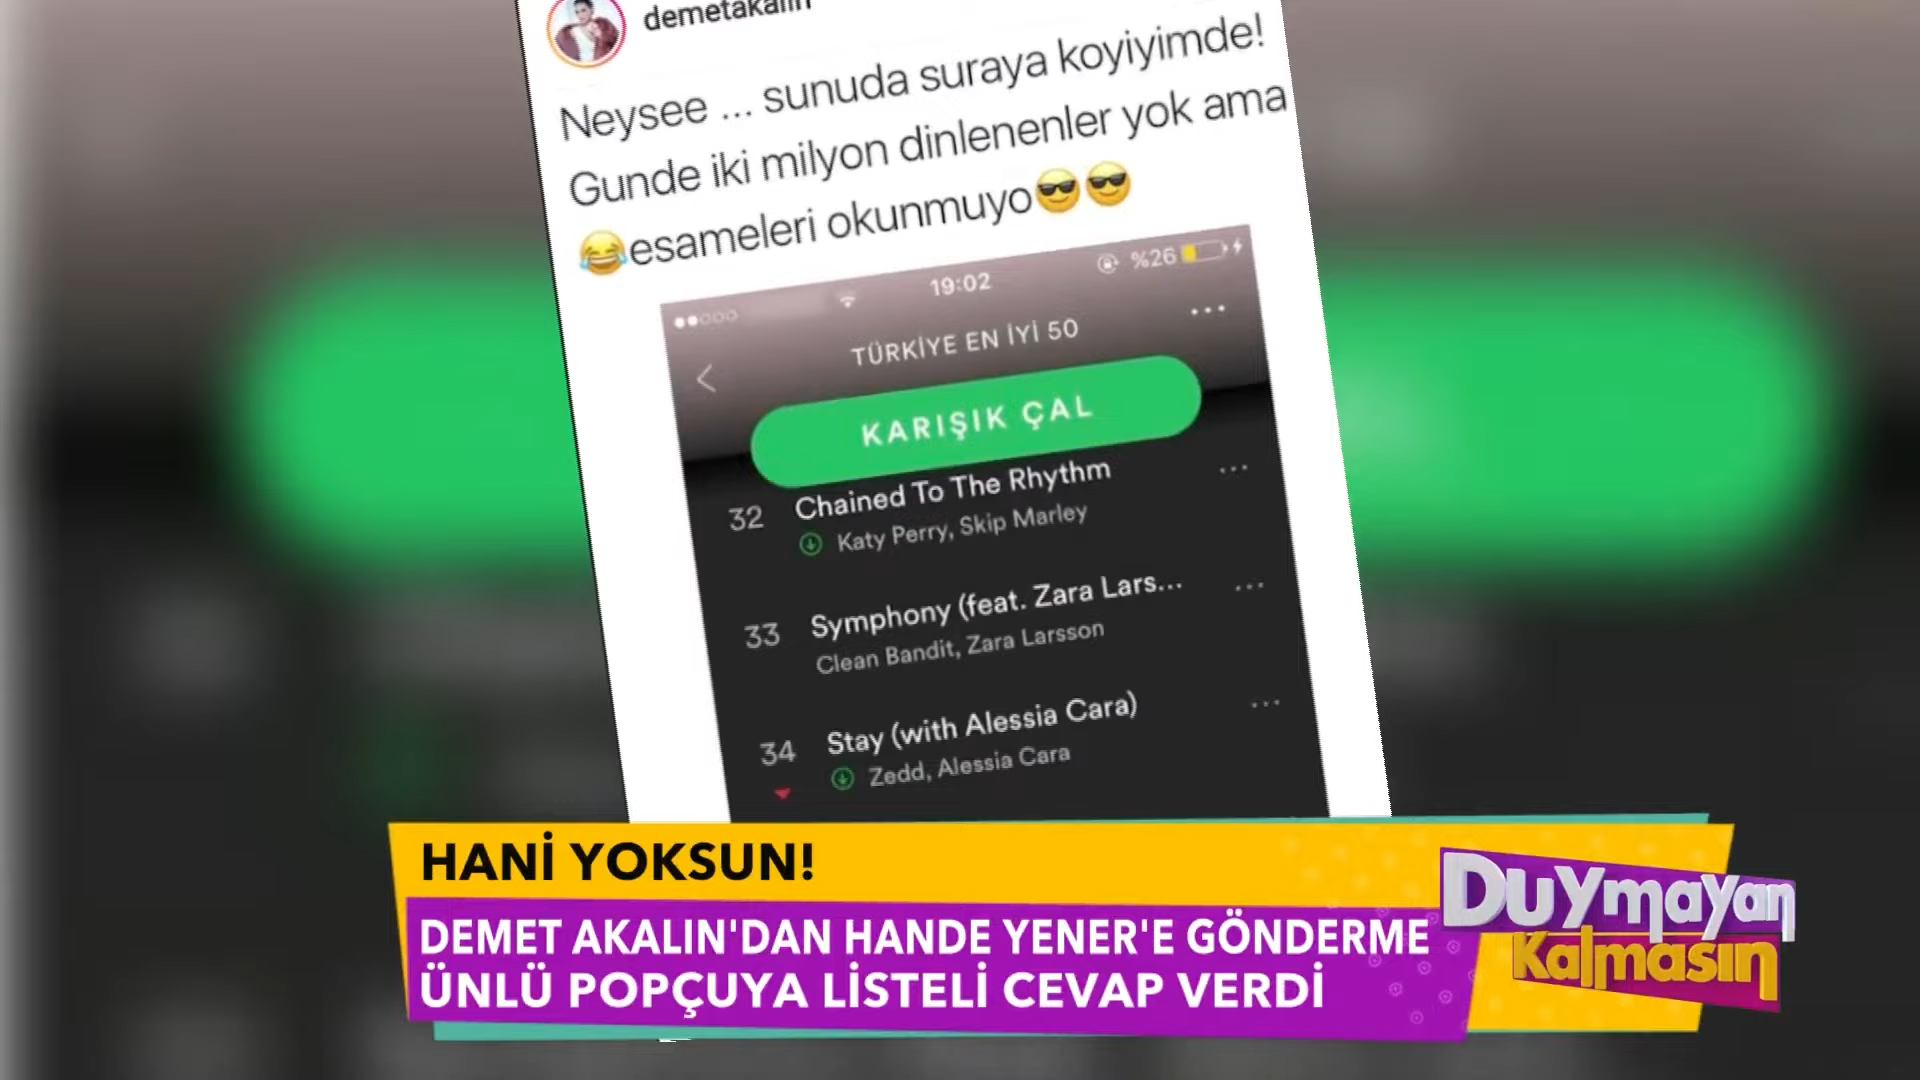 demetakalin
Neysee ... sunuda suraya koyiyimde!
Gunde iki milyon dinlenenler yok ama
😂esameleri okunmuyo😎😎
19:02
%26
TÜRKİYE EN İYİ 50
KARIŞIK ÇAL
32 Chained To The Rhythm
Katy Perry, Skip Marley
33 Symphony (feat. Zara Lars...
Clean Bandit, Zara Larsson
34 Stay (with Alessia Cara)
Zedd, Alessia Cara
HANİ YOKSUN!
DEMET AKALIN'DAN HANDE YENER'E GÖNDERME
ÜNLÜ POPÇUYA LİSTELİ CEVAP VERDİ
Duymayan
Kalmasın